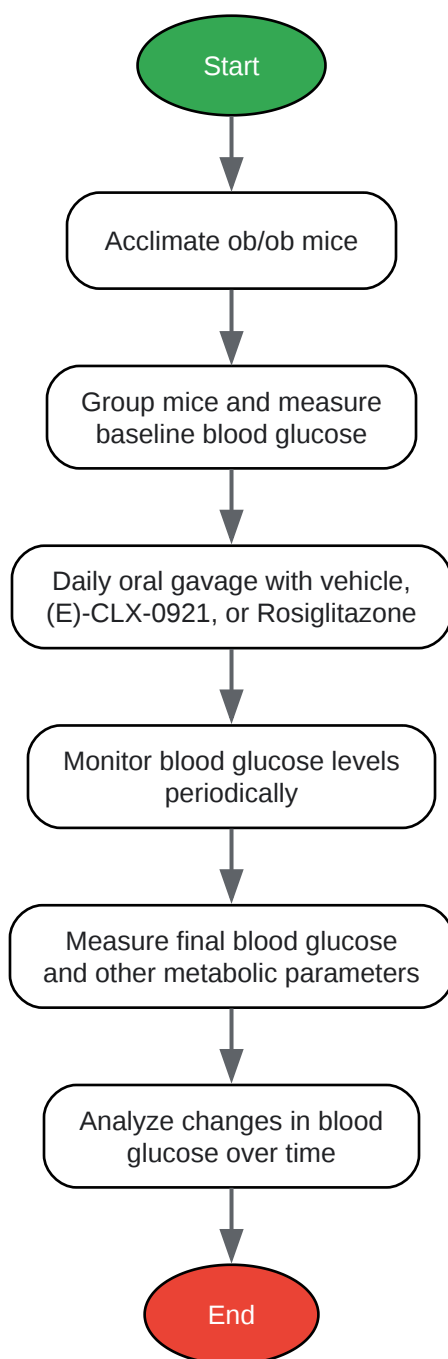 Start
Acclimate ob/ob mice
Group mice and measure
baseline blood glucose
Daily oral gavage with vehicle,
(E)-CLX-0921, or Rosiglitazone
Monitor blood glucose levels
periodically
Measure final blood glucose
and other metabolic parameters
Analyze changes in blood
glucose over time
End